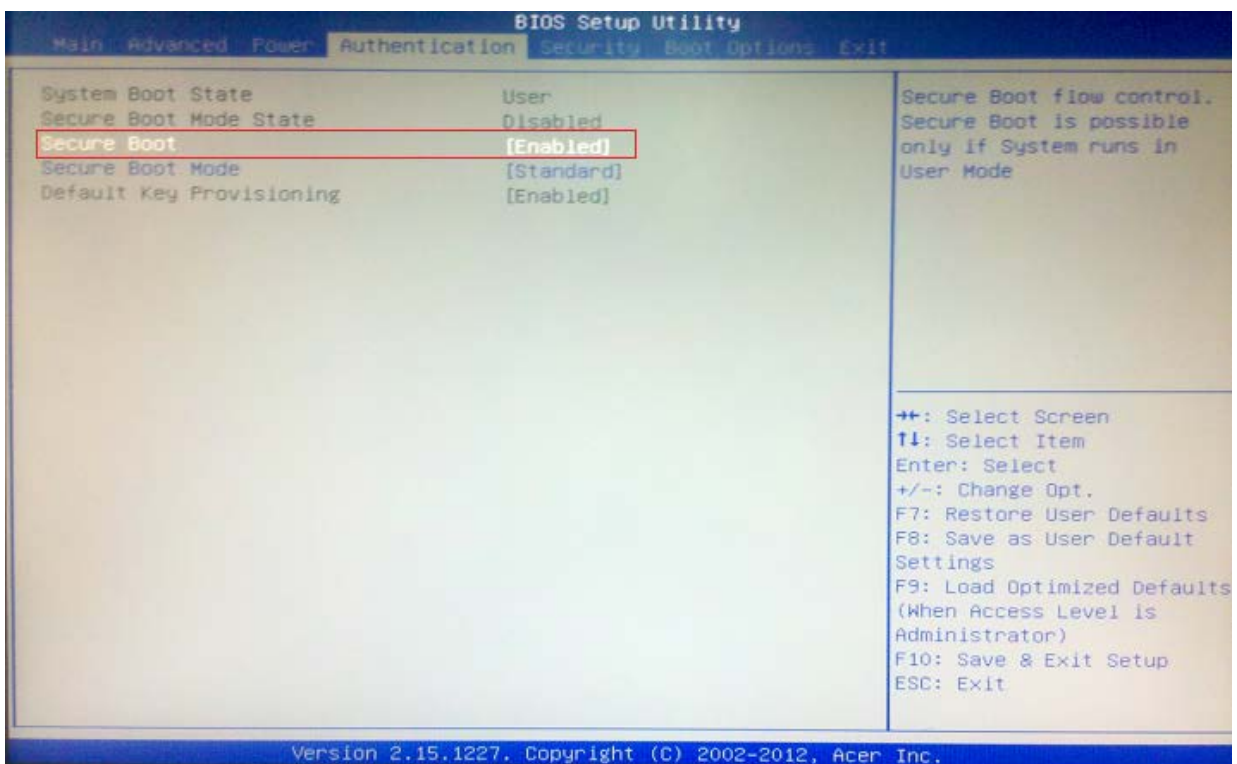 BIOS Setup Utility
Main Advanced Power Authentication Security Boot Options Exit
System Boot State User
Secure Boot Mode State Disabled
Secure Boot [Enabled]
Secure Boot Mode [Standard]
Default Key Provisioning [Enabled]
Secure Boot flow control.
Secure Boot is possible
only if System runs in
User Mode
→←: Select Screen
↑↓: Select Item
Enter: Select
+/-: Change Opt.
F7: Restore User Defaults
F8: Save as User Default
Settings
F9: Load Optimized Defaults
(When Access Level is
Administrator)
F10: Save & Exit Setup
ESC: Exit
Version 2.15.1227. Copyright (C) 2002-2012, Acer Inc.